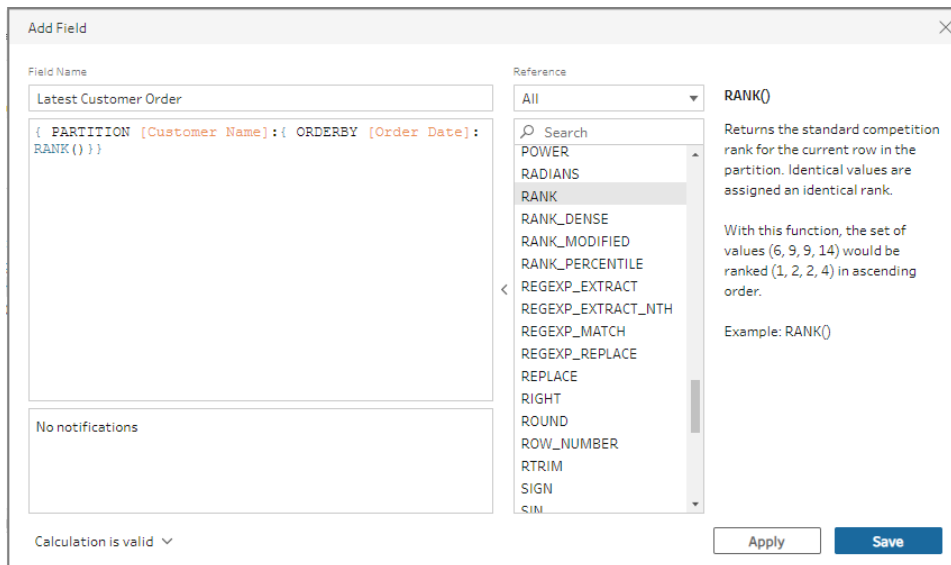 Add Field
Field Name
Latest Customer Order
{ PARTITION [Customer Name]:{ ORDERBY [Order Date]:
RANK()}}
No notifications
Calculation is valid
Reference
All
Search
POWER
RADIANS
RANK
RANK_DENSE
RANK_MODIFIED
RANK_PERCENTILE
REGEXP_EXTRACT
REGEXP_EXTRACT_NTH
REGEXP_MATCH
REGEXP_REPLACE
REPLACE
RIGHT
ROUND
ROW_NUMBER
RTRIM
SIGN
SIN
RANK()
Returns the standard competition
rank for the current row in the
partition. Identical values are
assigned an identical rank.
With this function, the set of
values (6, 9, 9, 14) would be
ranked (1, 2, 2, 4) in ascending
order.
Example: RANK()
Apply
Save